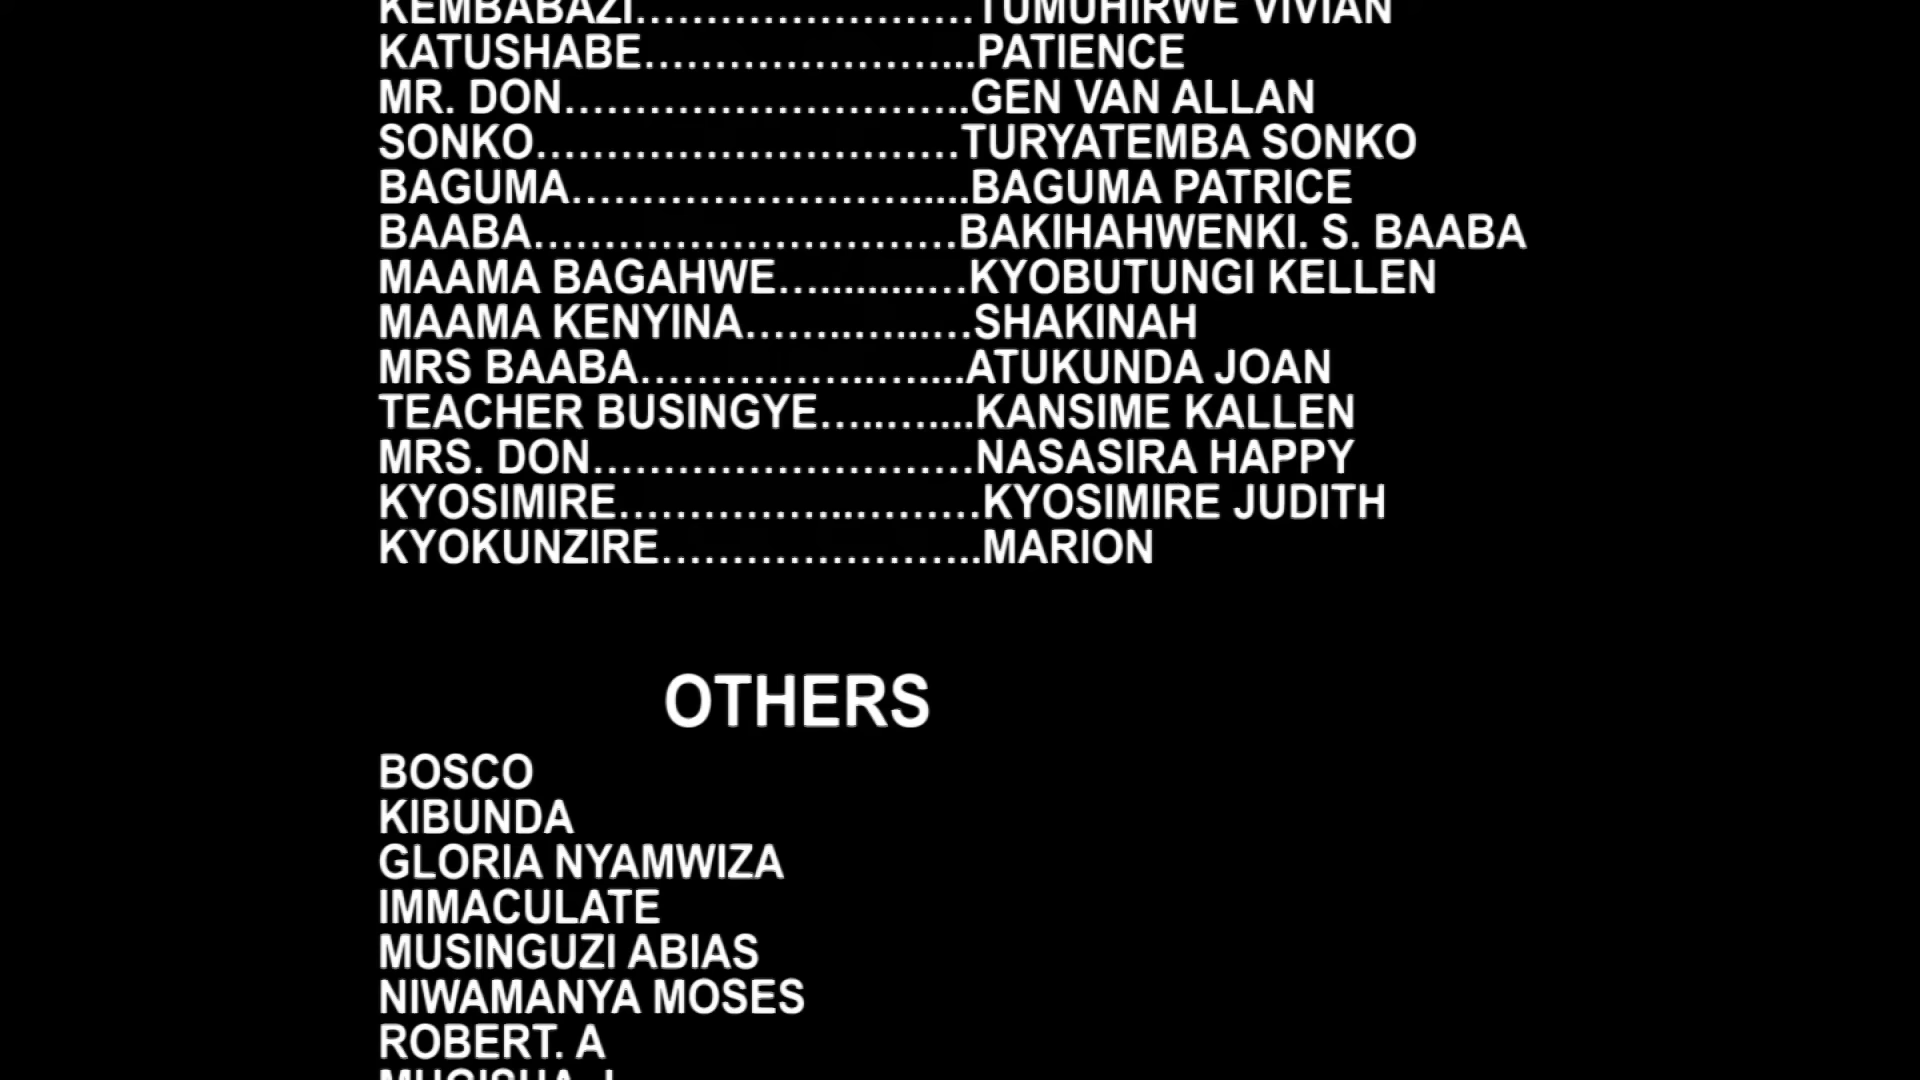 KEMBABAZI........................TUMUHIRWE VIVIAN
KATUSHABE........................PATIENCE
MR. DON.............................GEN VAN ALLAN
SONKO..............................TURYATEMBA SONKO
BAGUMA.............................BAGUMA PATRICE
BAABA..............................BAKIHAHWENKI. S. BAABA
MAAMA BAGAHWE..............KYOBUTUNGI KELLEN
MAAMA KENYINA................SHAKINAH
MRS BAABA.......................ATUKUNDA JOAN
TEACHER BUSINGYE...........KANSIME KALLEN
MRS. DON...........................NASASIRA HAPPY
KYOSIMIRE..........................KYOSIMIRE JUDITH
KYOKUNZIRE.......................MARION
OTHERS
BOSCO
KIBUNDA
GLORIA NYAMWIZA
IMMACULATE
MUSINGUZI ABIAS
NIWAMANYA MOSES
ROBERT. A